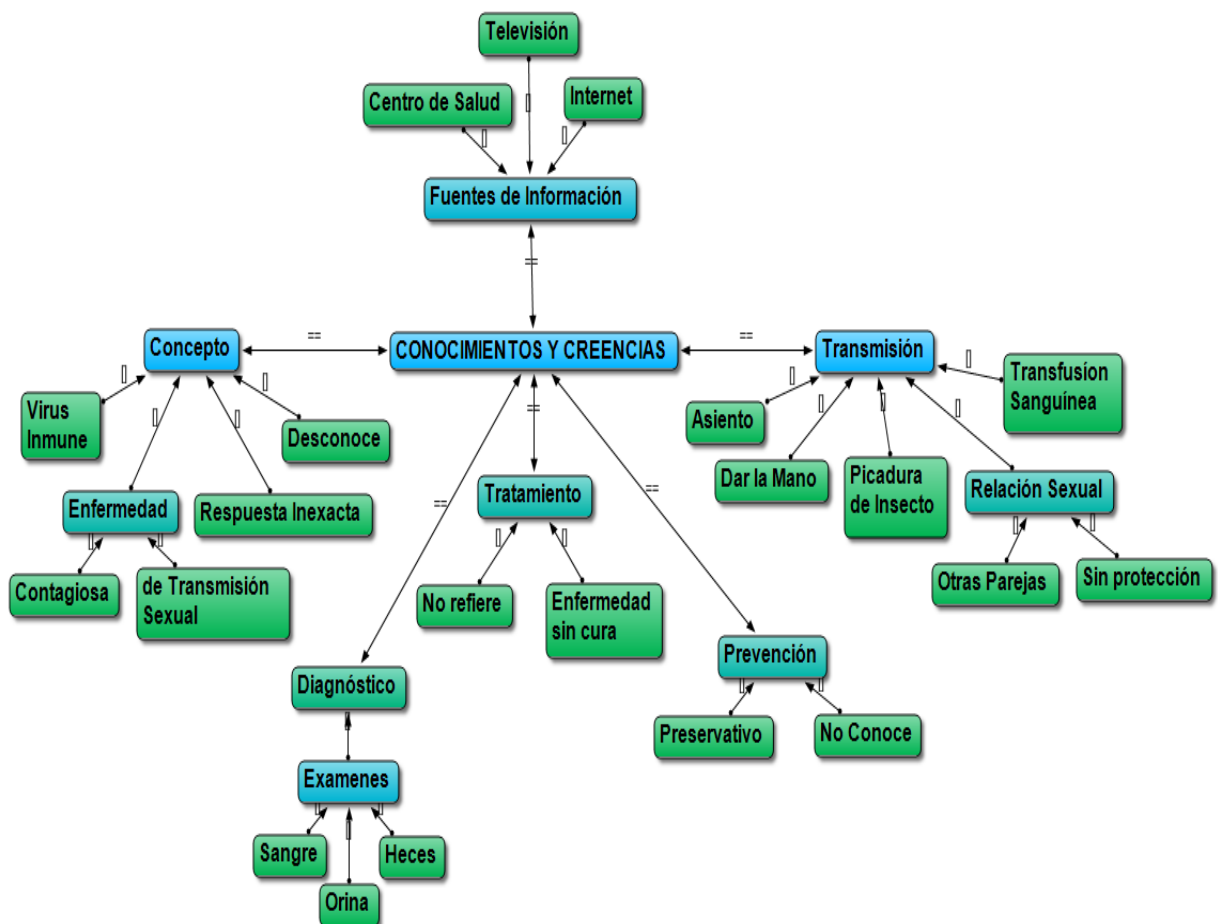 Televisión
Centro de Salud
Internet
Fuentes de Información
==
Concepto
==
CONOCIMIENTOS Y CREENCIAS
==
Transmisión
Virus
Inmune
Desconoce
==
Asiento
Transfusion
Sanguínea
Enfermedad
Respuesta Inexacta
==
Tratamiento
==
Dar la Mano
Picadura
de Insecto
Relación Sexual
Contagiosa
de Transmisión
Sexual
No refiere
Enfermedad
sin cura
Otras Parejas
Sin protección
Diagnóstico
Prevención
Preservativo
No Conoce
Examenes
Sangre
Heces
Orina